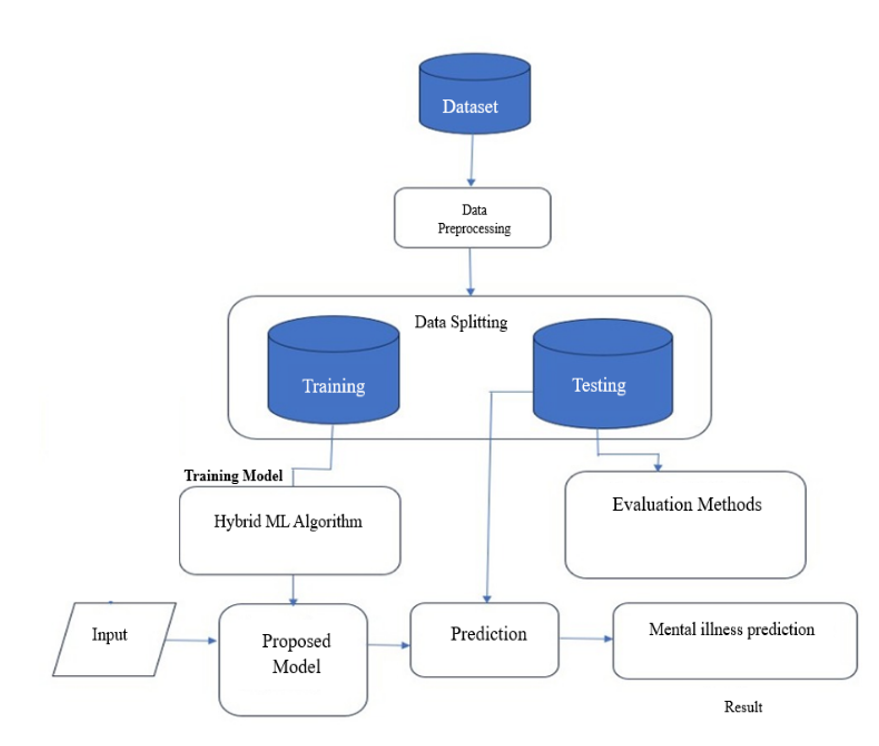 Dataset
Data
Preprocessing
Data Splitting
Training
Testing
Training Model
Hybrid ML Algorithm
Evaluation Methods
Input
Proposed
Model
Prediction
Mental illness prediction
Result